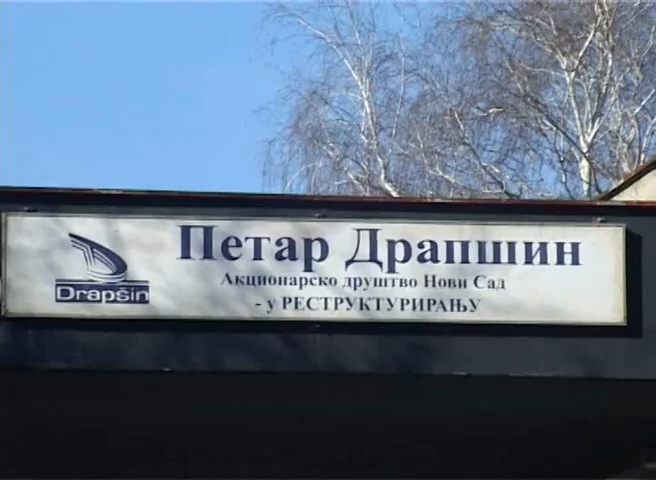 Петар Драпшин
Акционарско друштво Нови Сад
- у РЕСТРУКТУРИРАЊУ
Drapšin